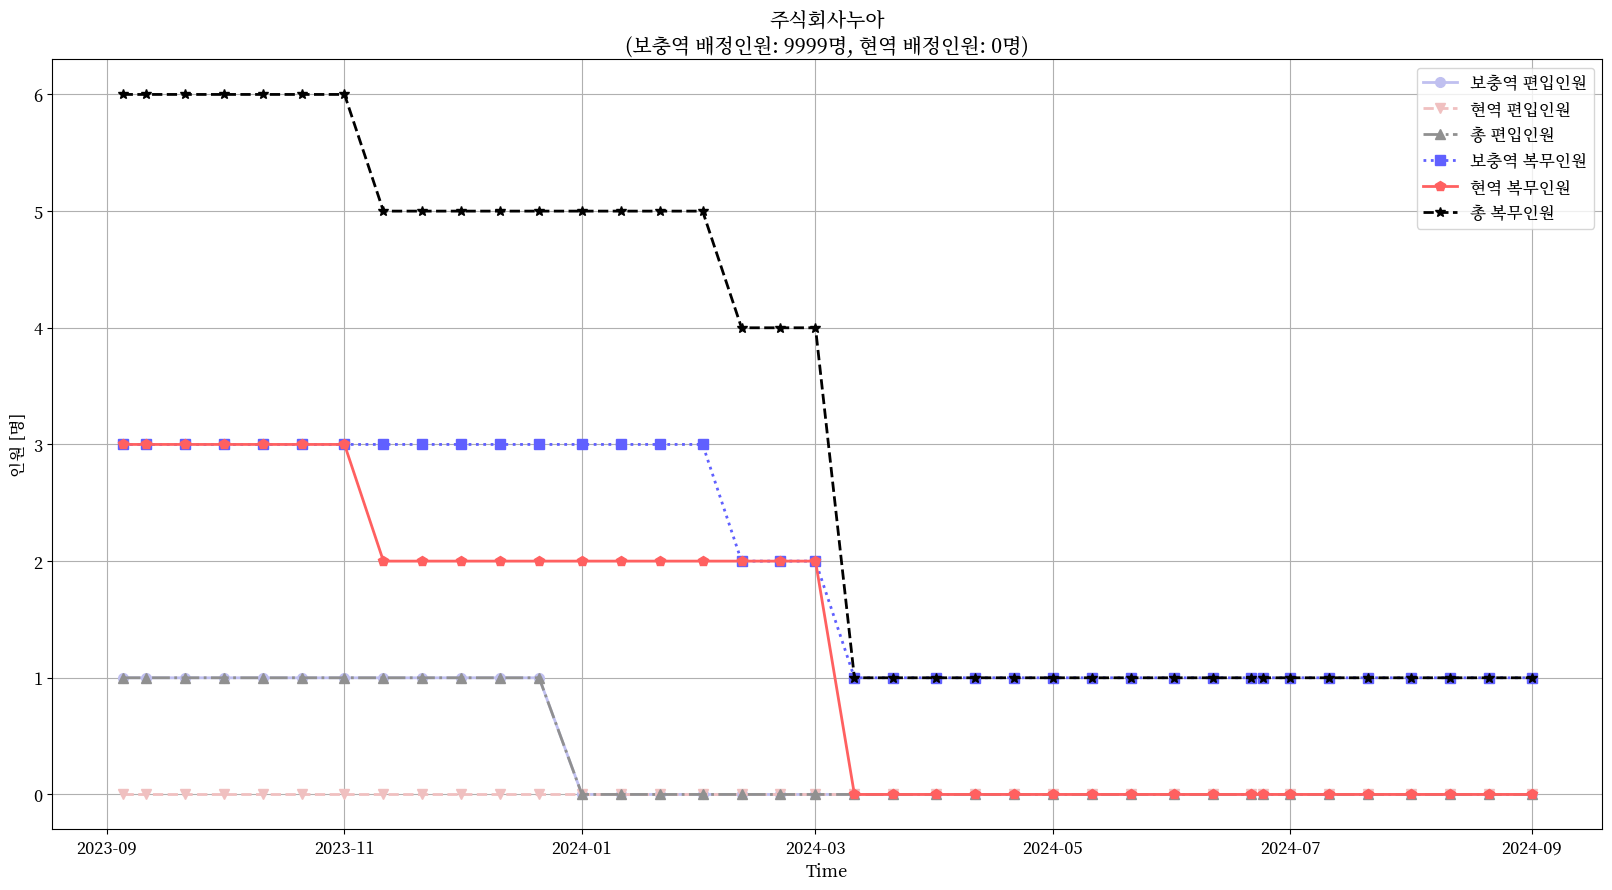 주식회사누아
(보충역 배정인원: 9999명, 현역 배정인원: 0명)
보충역 편입인원
현역 편입인원
총 편입인원
보충역 복무인원
현역 복무인원
총 복무인원
인원 [명]
6
5
4
3
2
1
0
2023-09
2023-11
2024-01
2024-03
2024-05
2024-07
2024-09
Time